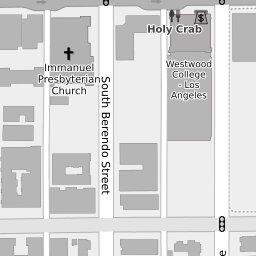 Holy Crab
Immanuel
Presbyterian
Church
Westwood
College
- Los
Angeles
South Berendo Street